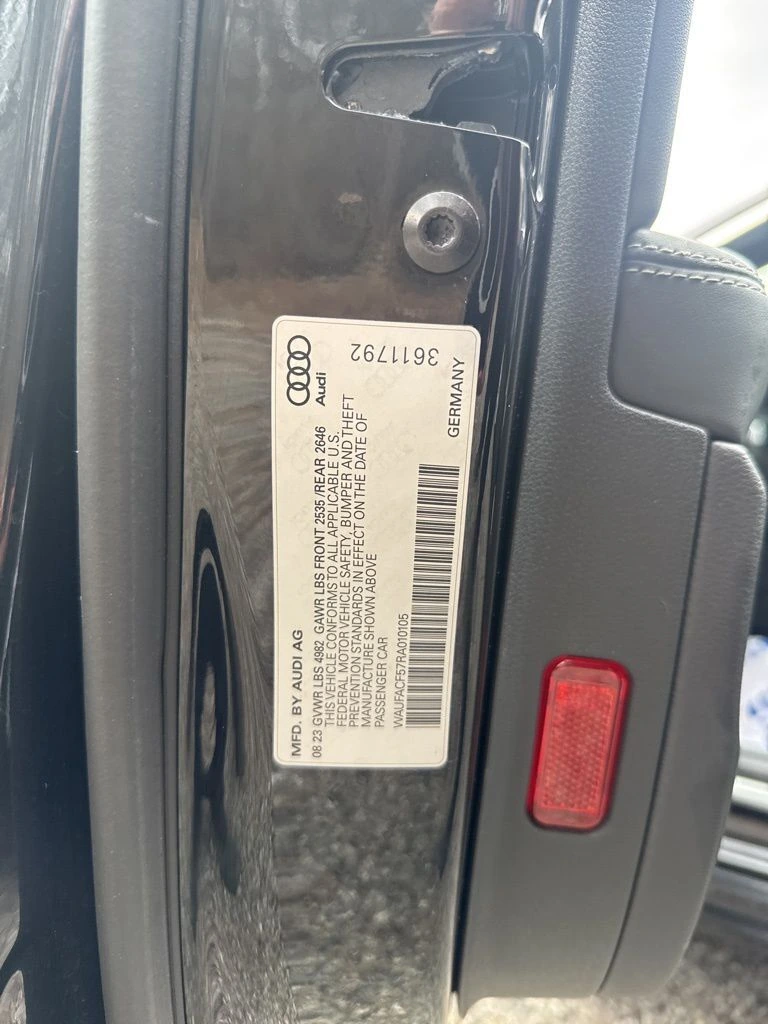 MFD. BY AUDI AG
Audi
08 23 GVWR LBS 4982 GAWR LBS FRONT 2535 /REAR 2646
THIS VEHICLE CONFORMS TO ALL APPLICABLE U.S.
FEDERAL MOTOR VEHICLE SAFETY, BUMPER AND THEFT
PREVENTION STANDARDS IN EFFECT ON THE DATE OF
MANUFACTURE SHOWN ABOVE
PASSENGER CAR
3611792
WAUFACF57RA010105
GERMANY